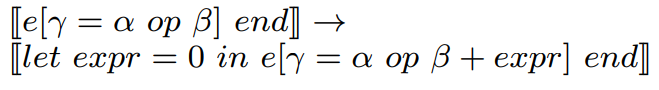 ⟦e[γ = α op β] end⟧ →
⟦let expr = 0 in e[γ = α op β + expr] end⟧